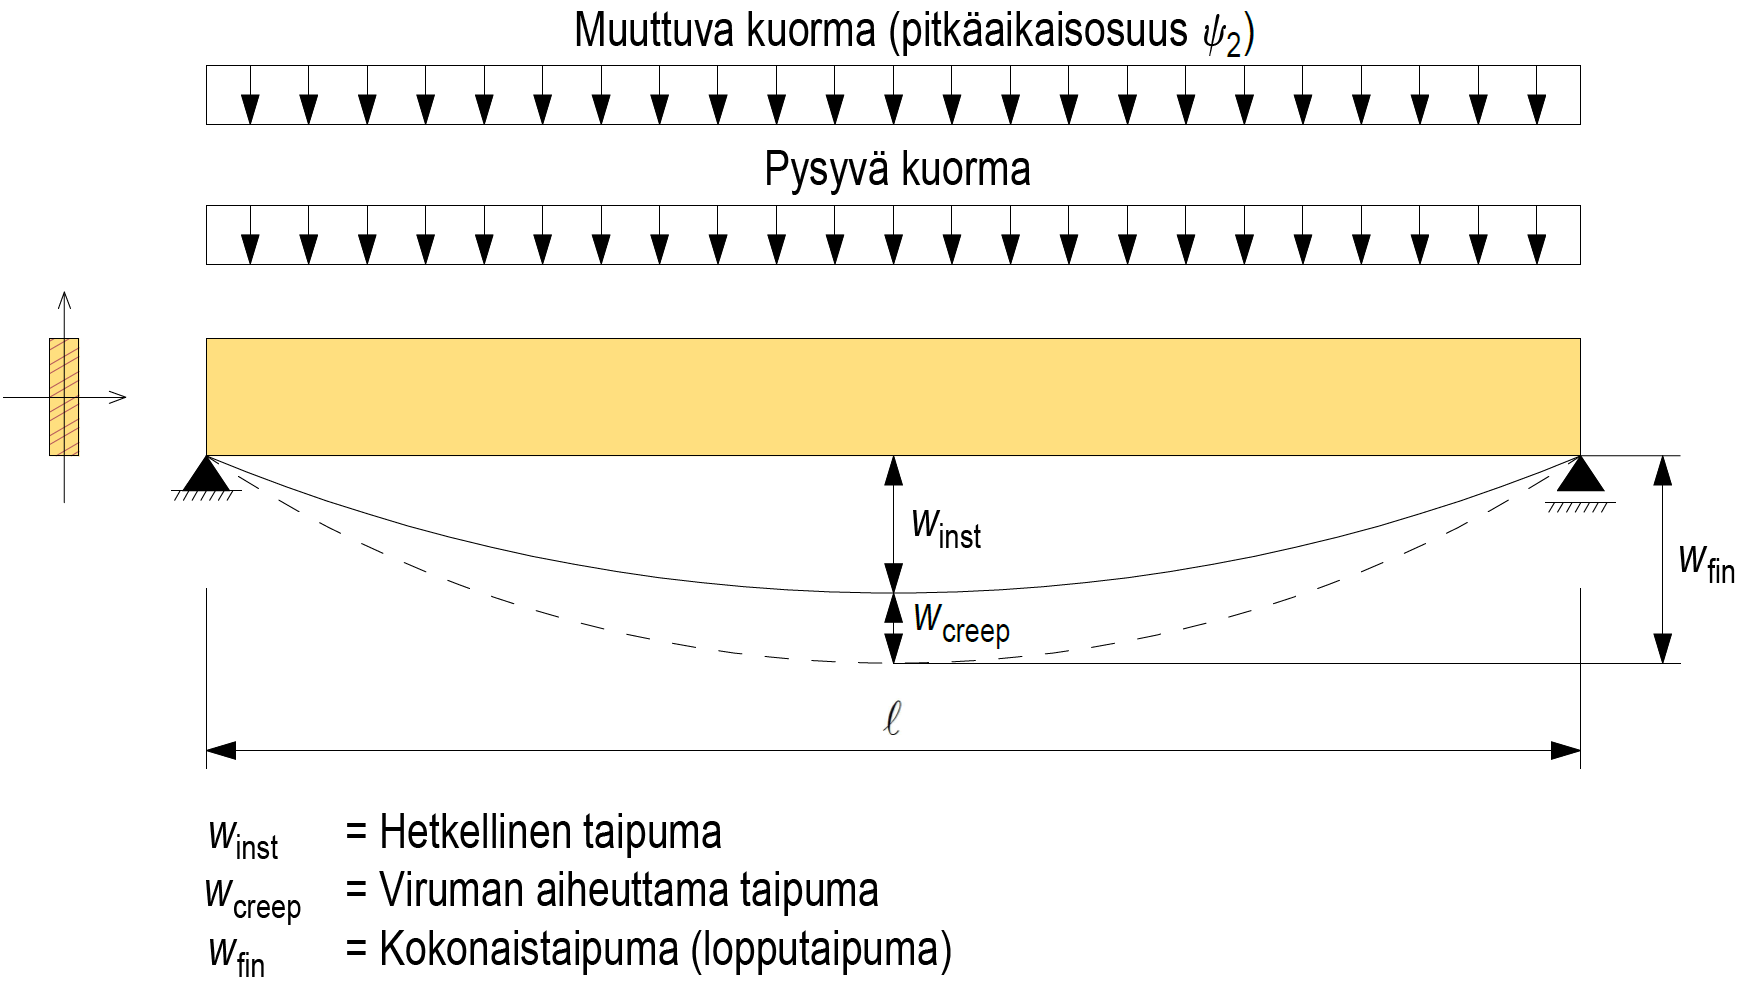 Muuttuva kuorma (pitkäaikaisosuus ψ2)
Pysyvä kuorma
winst
wfin
wcreep
ℓ
winst = Hetkellinen taipuma
wcreep = Viruman aiheuttama taipuma
wfin = Kokonaistaipuma (lopputaipuma)